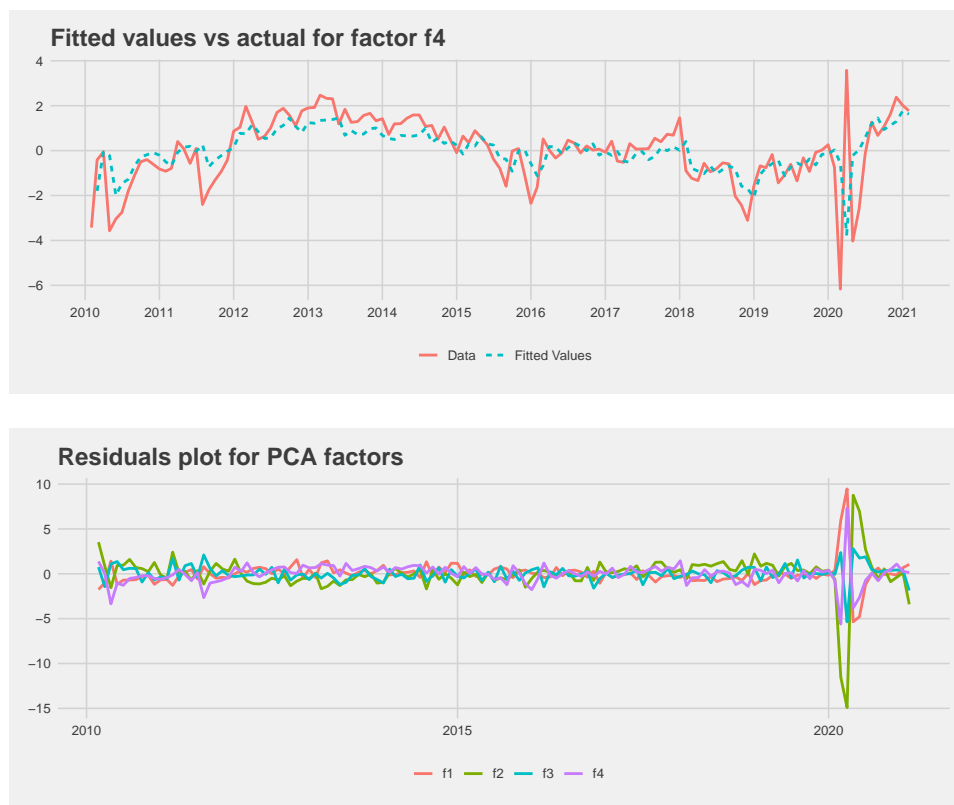 Fitted values vs actual for factor f4
4
2
0
−2
−4
−6
2010 2011 2012 2013 2014 2015 2016 2017 2018 2019 2020 2021
Data Fitted Values
Residuals plot for PCA factors
10
5
0
−5
−10
−15
2010 2015 2020
f1 f2 f3 f4